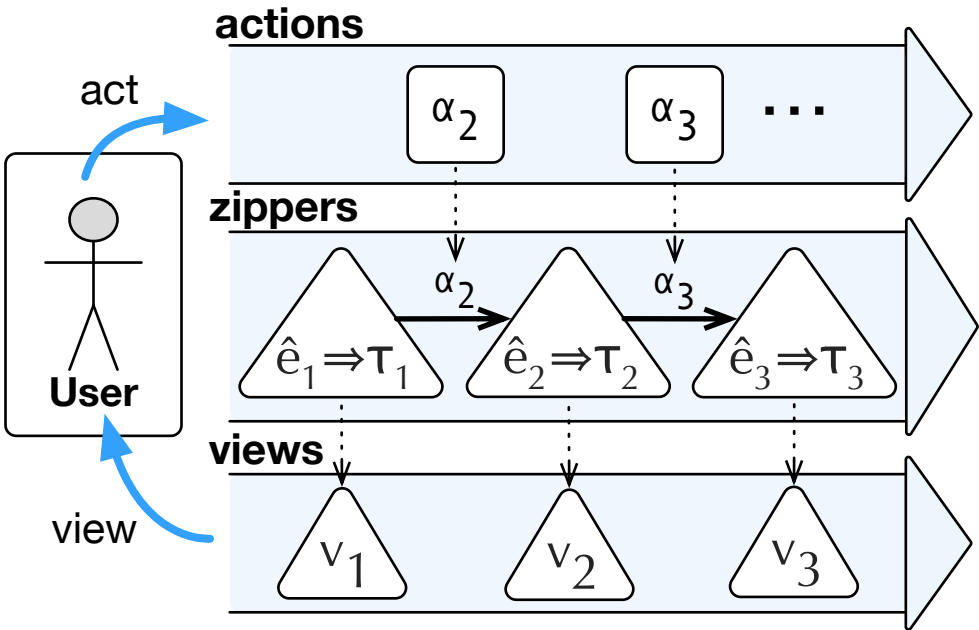 actions
act
α₂ α₃ ...
zippers
α₂ α₃
ê₁⇒τ₁ ê₂⇒τ₂ ê₃⇒τ₃
User
views
view
v₁ v₂ v₃